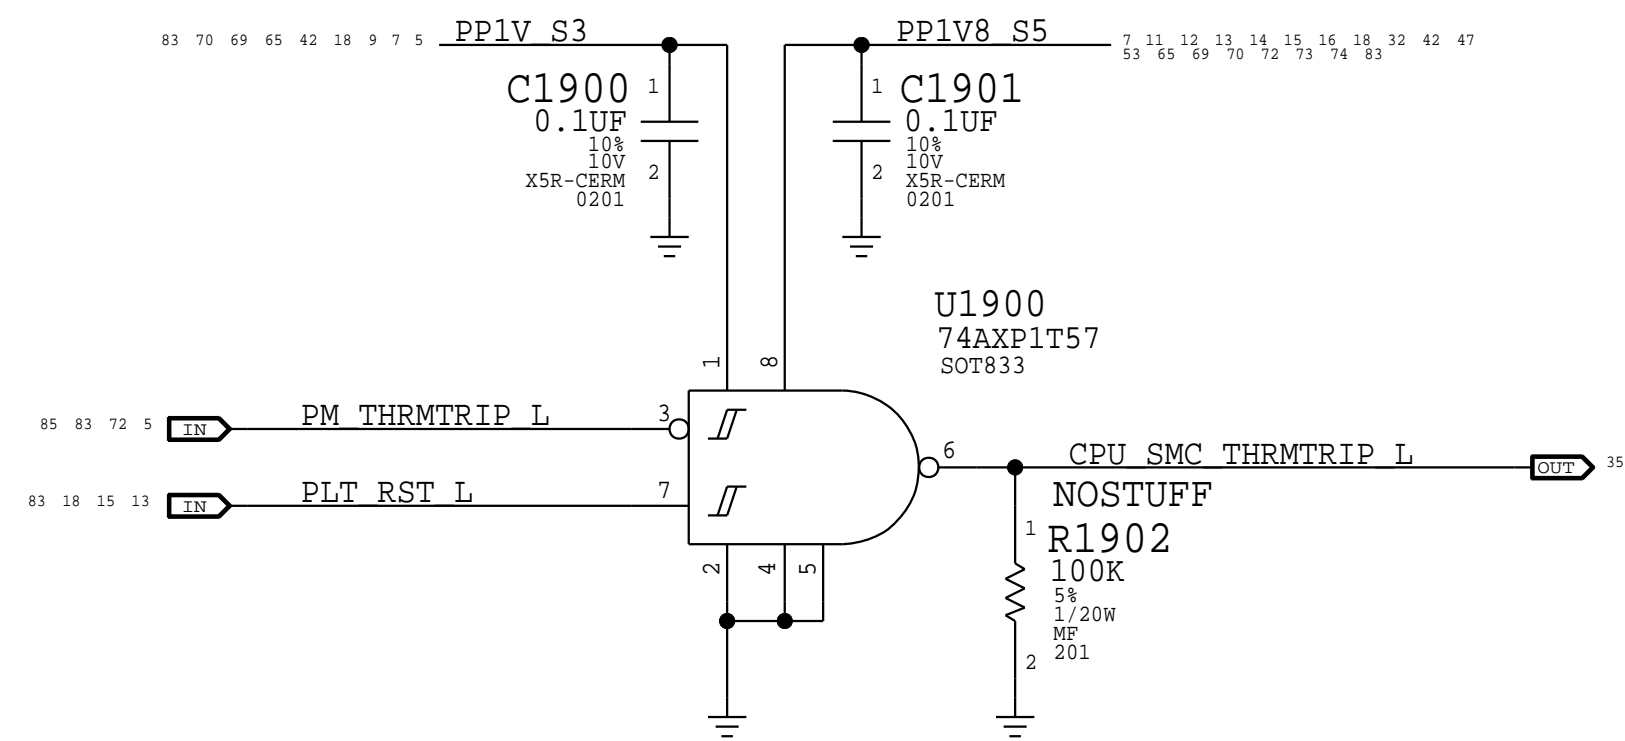 83 70 69 65 42 18 9 7 5
PP1V_S3
PP1V8_S5
7 11 12 13 14 15 16 18 32 42 47
53 65 69 70 72 73 74 83
C1900
0.1UF
10%
10V
X5R-CERM
0201
1
2
1
2
C1901
0.1UF
10%
10V
X5R-CERM
0201
U1900
74AXP1T57
SOT833
1
8
85 83 72 5
IN
PM_THRMTRIP_L
3
83 18 15 13
IN
PLT_RST_L
7
6
CPU_SMC_THRMTRIP_L
OUT
35
2
4
5
NOSTUFF
1
R1902
100K
5%
1/20W
MF
201
2